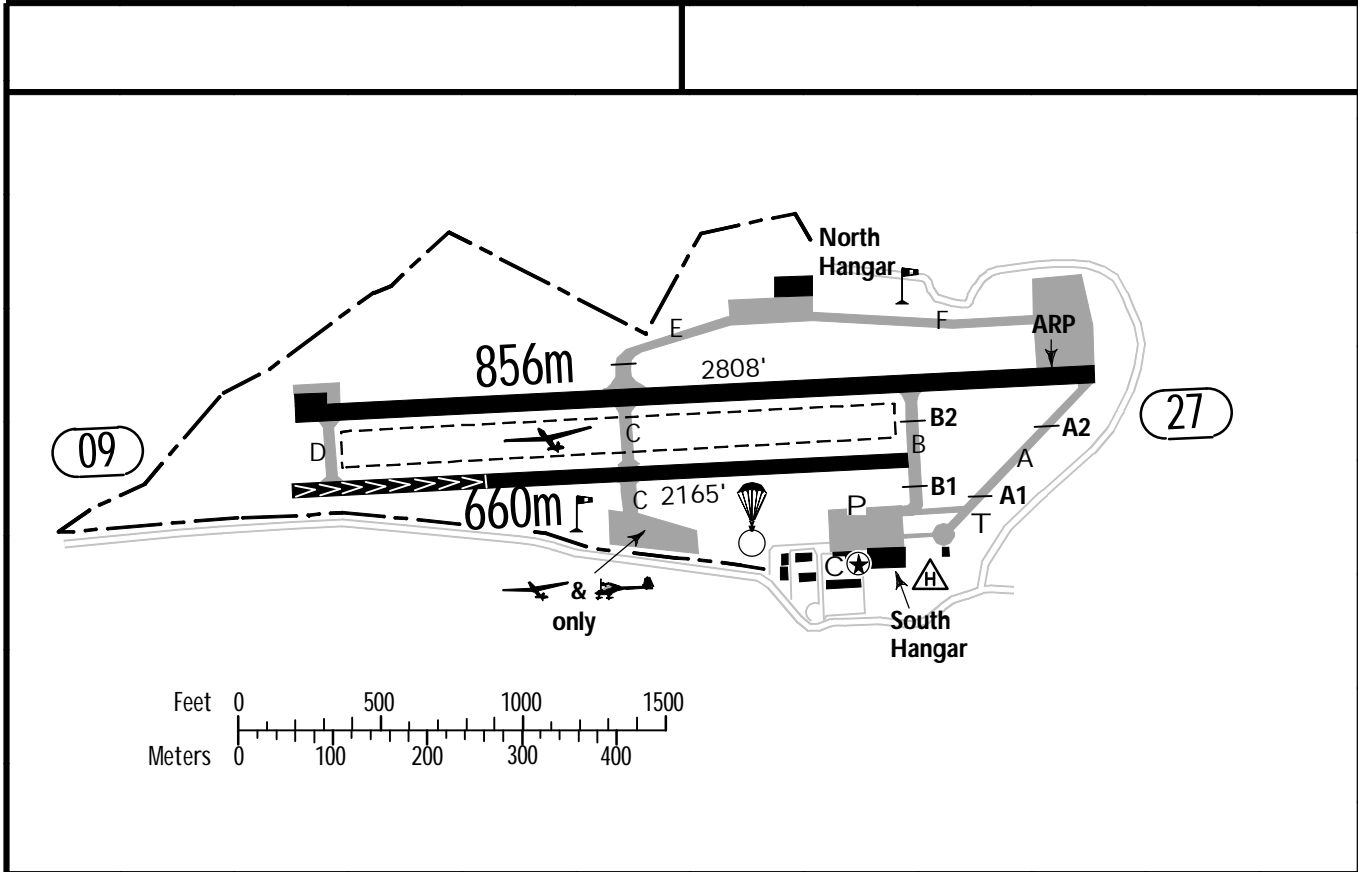 North
Hangar
E
F
ARP
856m
2808'
27
B2
A2
C
09
D
B
A
B1
A1
660m
C
2165'
P
T
C
H
&
only
South
Hangar
Feet 0 500 1000 1500
Meters 0 100 200 300 400